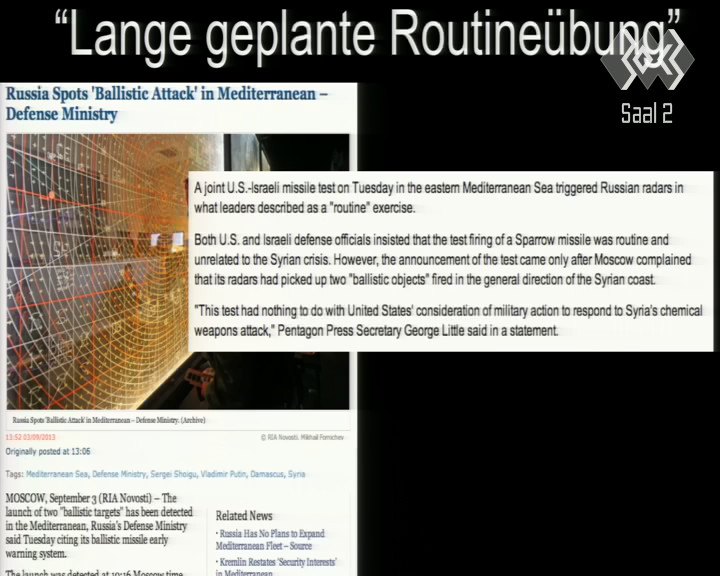 “Lange geplante Routineübung”
Saal 2
Russia Spots 'Ballistic Attack' in Mediterranean –
Defense Ministry
A joint U.S.-Israeli missile test on Tuesday in the eastern Mediterranean Sea triggered Russian radars in
what leaders described as a "routine" exercise.
Both U.S. and Israeli defense officials insisted that the test firing of a Sparrow missile was routine and
unrelated to the Syrian crisis. However, the announcement of the test came only after Moscow complained
that its radars had picked up two "ballistic objects" fired in the general direction of the Syrian coast.
"This test had nothing to do with United States' consideration of military action to respond to Syria's chemical
weapons attack," Pentagon Press Secretary George Little said in a statement.
Russia Spots 'Ballistic Attack' in Mediterranean – Defense Ministry. (Archive)
11:52 03/09/2013
© RIA Novosti. Mikhail Fomichev
Originally posted at 13:06
Tags: Mediterranean Sea, Defense Ministry, Sergei Shoigu, Vladimir Putin, Damascus, Syria
MOSCOW, September 3 (RIA Novosti) – The
launch of two "ballistic targets" has been detected
in the Mediterranean, Russia's Defense Ministry
said Tuesday citing its ballistic missile early
warning system.
The launch was detected at 10:16 Moscow time
Related News
• Russia Has No Plans to Expand
Mediterranean Fleet – Source
• Kremlin Restates 'Security Interests'
in Mediterranean